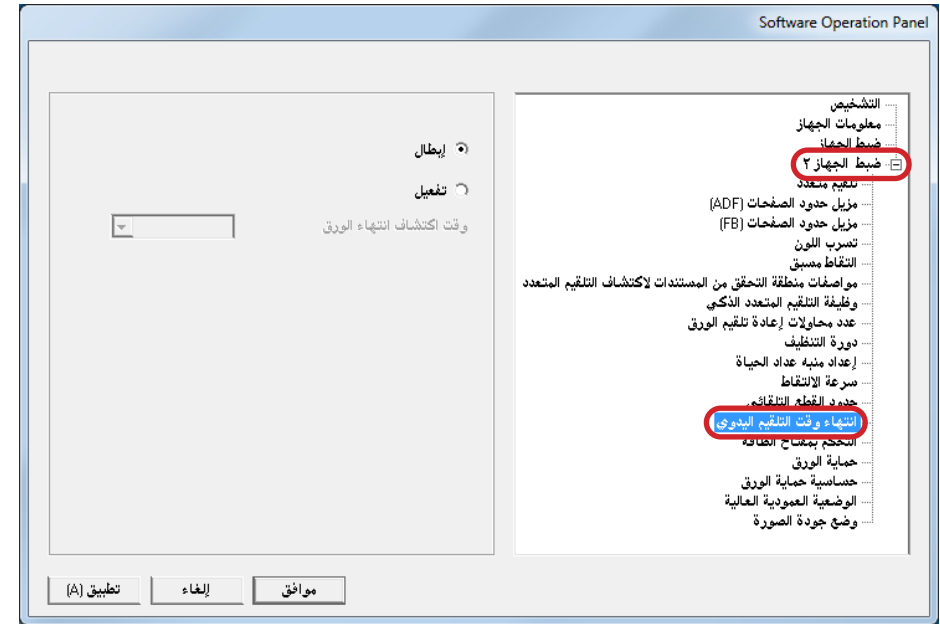 Software Operation Panel
التشخيص
معلومات الجهاز
ضبط الجهاز
ضبط الجهاز ٢
تلقيم متعدد
مزيل حدود الصفحات (ADF)
مزيل حدود الصفحات (FB)
تسرب اللون
التقاط مسبق
مواصفات منطقة التحقق من المستندات لاكتشاف التلقيم المتعدد
وظيفة التلقيم المتعدد الذكي
عدد محاولات إعادة تلقيم الورق
دورة التنظيف
إعداد منبه عداد الحياة
سرعة الالتقاط
حدود القطع التلقائي
انتهاء وقت التلقيم اليدوي
التحكم بمفتاح الطاقة
حماية الورق
حساسية حماية الورق
الوضعية العمودية العالية
وضع جودة الصورة
إبطال
تفعيل
وقت اكتشاف انتهاء الورق
موافق
إلغاء
تطبيق (A)